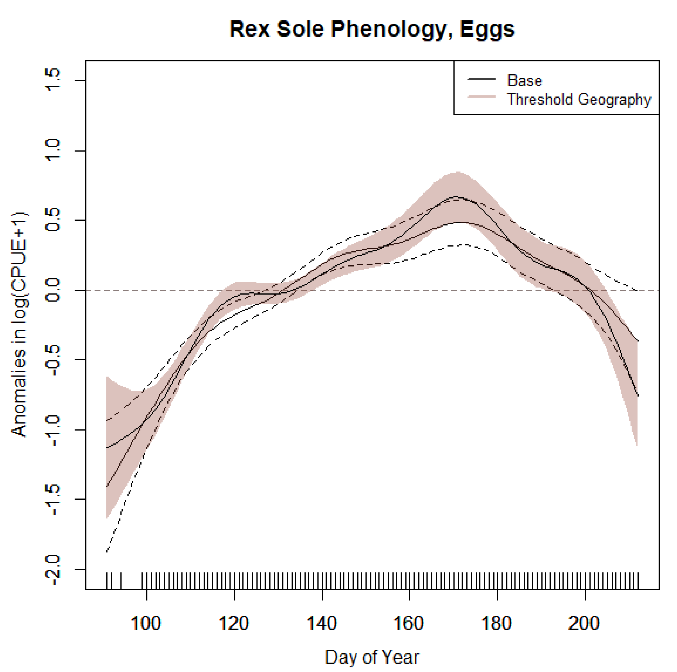 Rex Sole Phenology, Eggs
Base
Threshold Geography
Anomalies in log(CPUE+1)
1.5
1.0
0.5
0.0
-0.5
-1.0
-1.5
-2.0
100 120 140 160 180 200
Day of Year